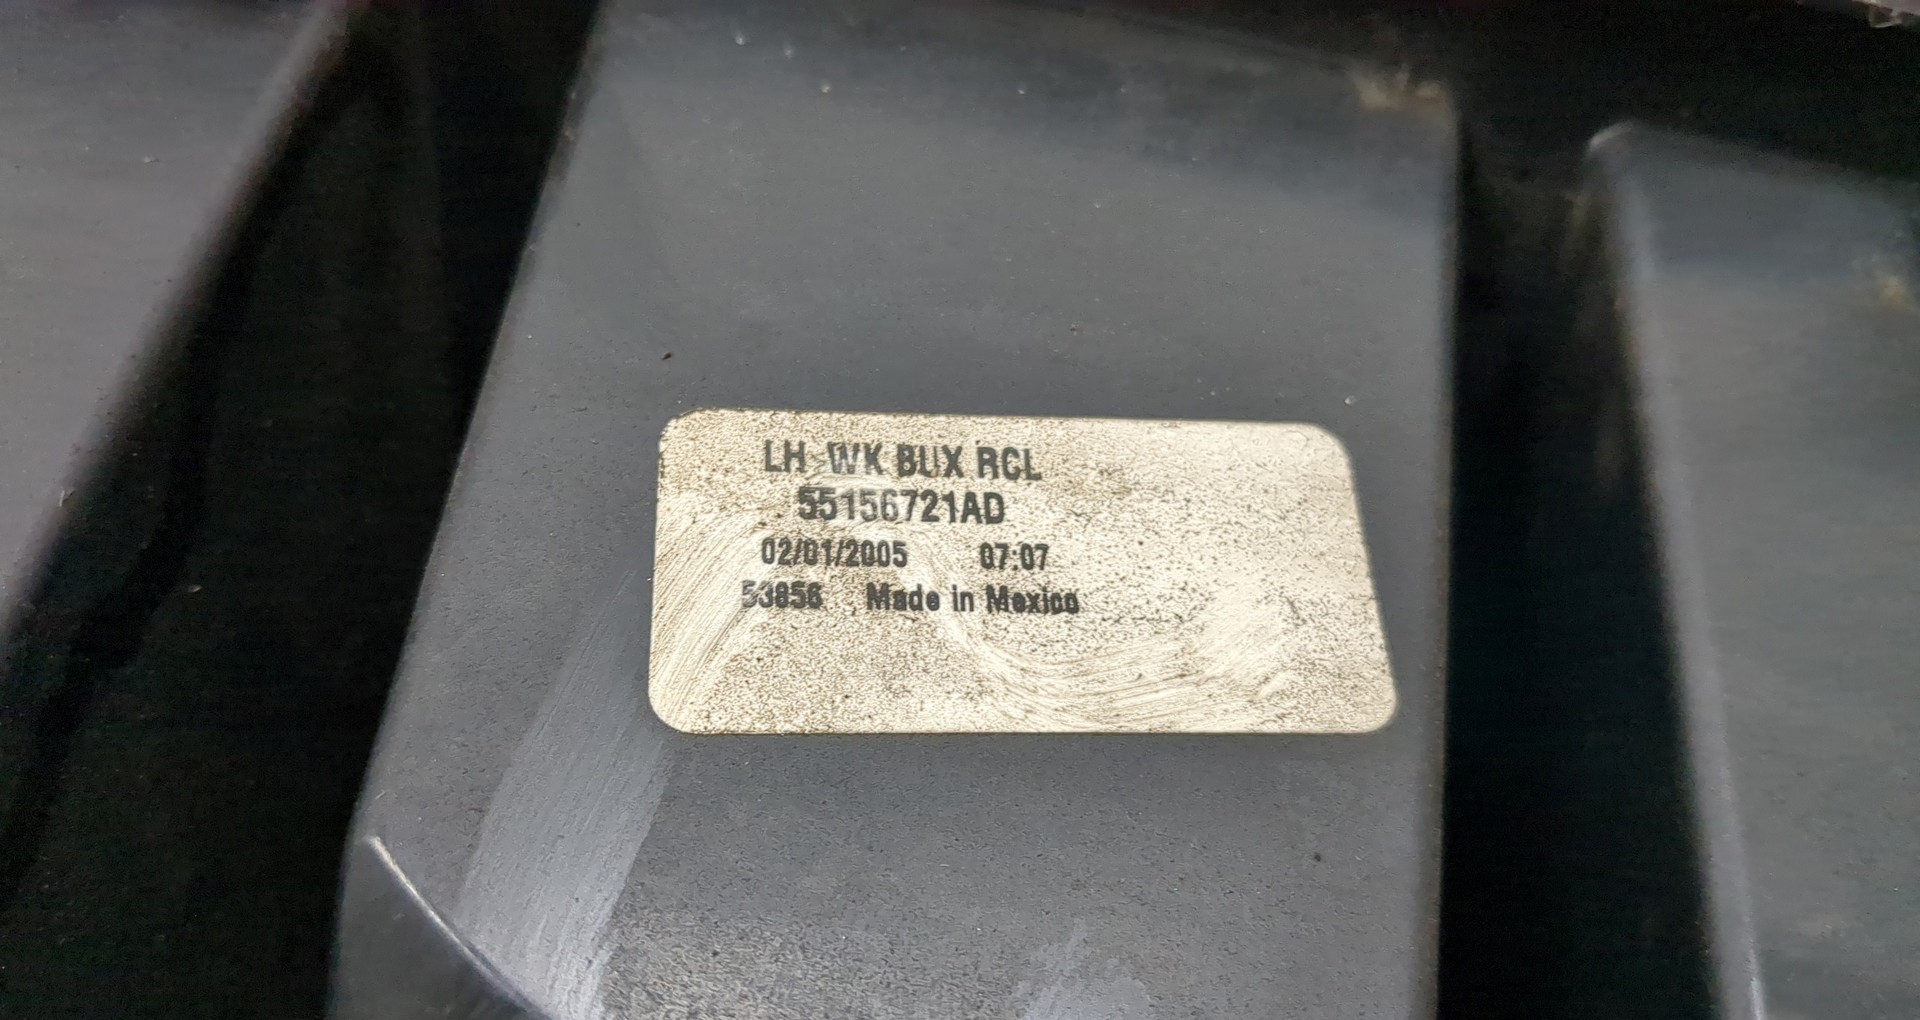 LH WK BUX RCL
55156721AD
02/01/2005 07:07
53856 Made in Mexico